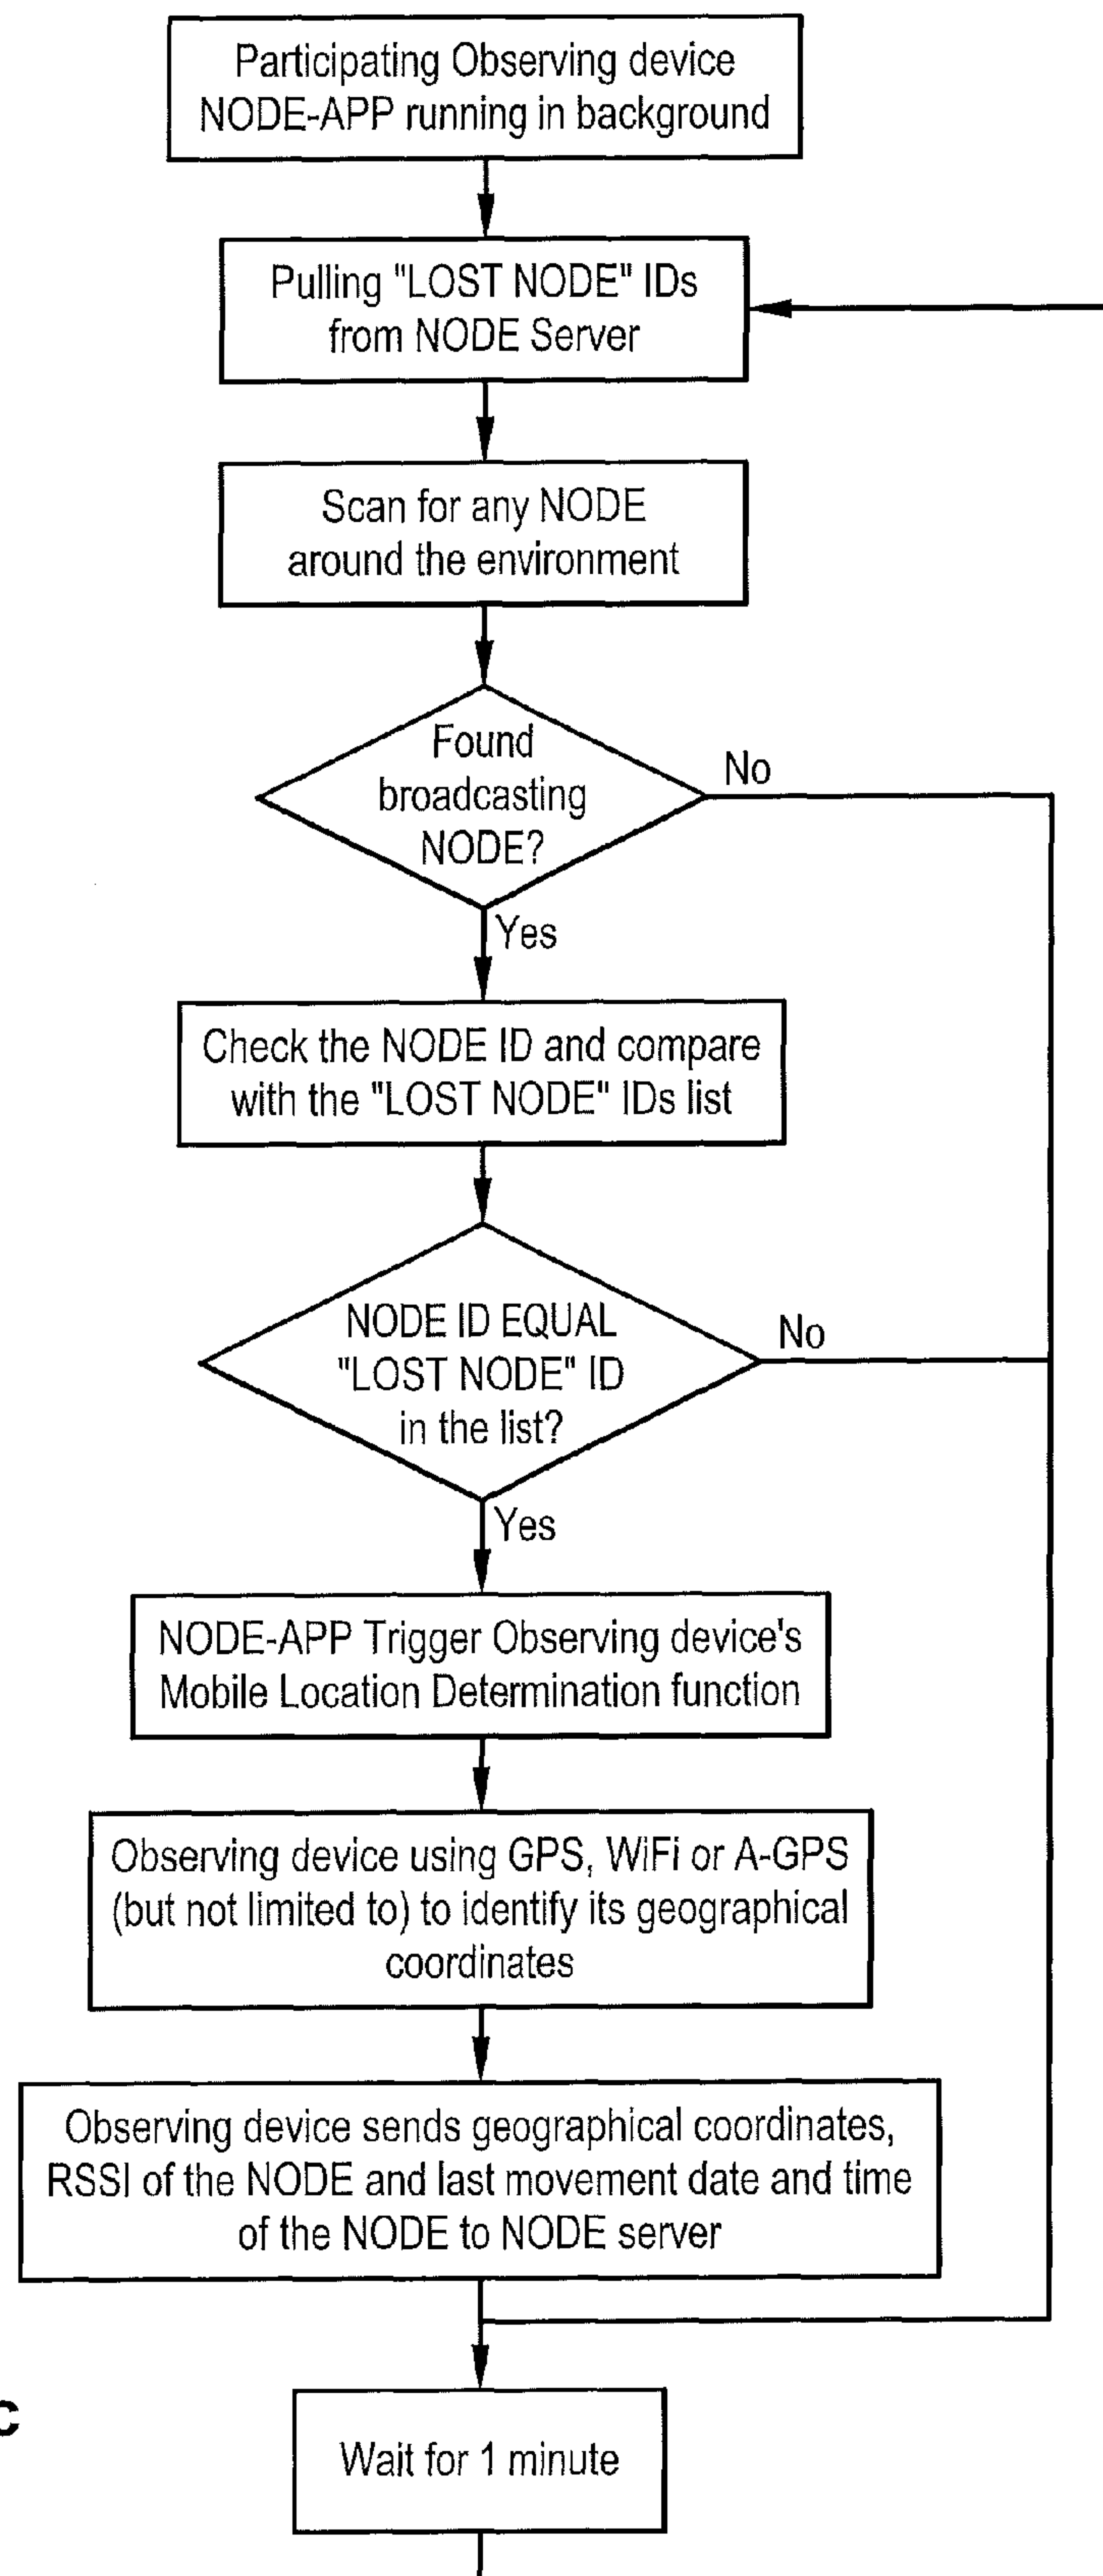 Participating Observing device
NODE-APP running in background
Pulling "LOST NODE" IDs
from NODE Server
Scan for any NODE
around the environment
Found
broadcasting
NODE?
No
Yes
Check the NODE ID and compare
with the "LOST NODE" IDs list
NODE ID EQUAL
"LOST NODE" ID
in the list?
No
Yes
NODE-APP Trigger Observing device's
Mobile Location Determination function
Observing device using GPS, WiFi or A-GPS
(but not limited to) to identify its geographical
coordinates
Observing device sends geographical coordinates,
RSSI of the NODE and last movement date and time
of the NODE to NODE server
Wait for 1 minute